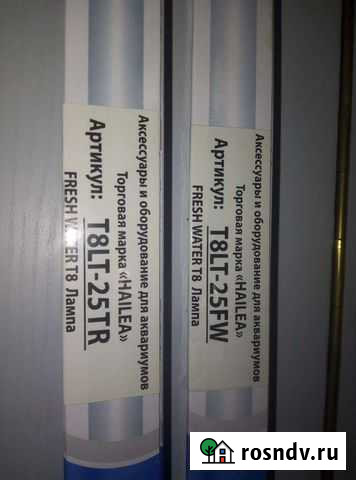 Аксессуары и оборудование для аквариумов
Торговая марка «HAILEA»
Артикул: T8LT-25TR
FRESH WATER T8 Лампа
Аксессуары и оборудование для аквариумов
Торговая марка «HAILEA»
Артикул: T8LT-25FW
FRESH WATER T8 Лампа
rosndv.ru